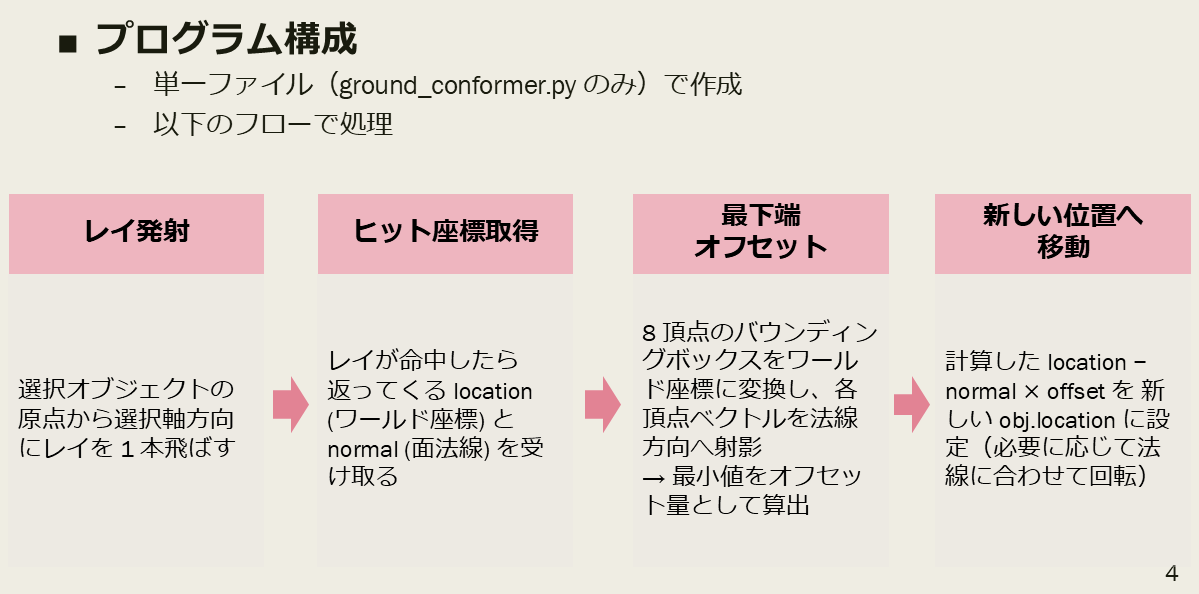 ■ プログラム構成
– 単一ファイル（ground_conformer.py のみ）で作成
– 以下のフローで処理
レイ発射
選択オブジェクトの
原点から選択軸方向
にレイを 1 本飛ばす
ヒット座標取得
レイが命中したら
返ってくる location
(ワールド座標) と
normal (面法線) を受
け取る
最下端
オフセット
8 頂点のバウンディン
グボックスをワール
ド座標に変換し、各
頂点ベクトルを法線
方向へ射影
→ 最小値をオフセッ
ト量として算出
新しい位置へ
移動
計算した location −
normal × offset を 新
しい obj.location に設
定（必要に応じて法
線に合わせて回転）
4